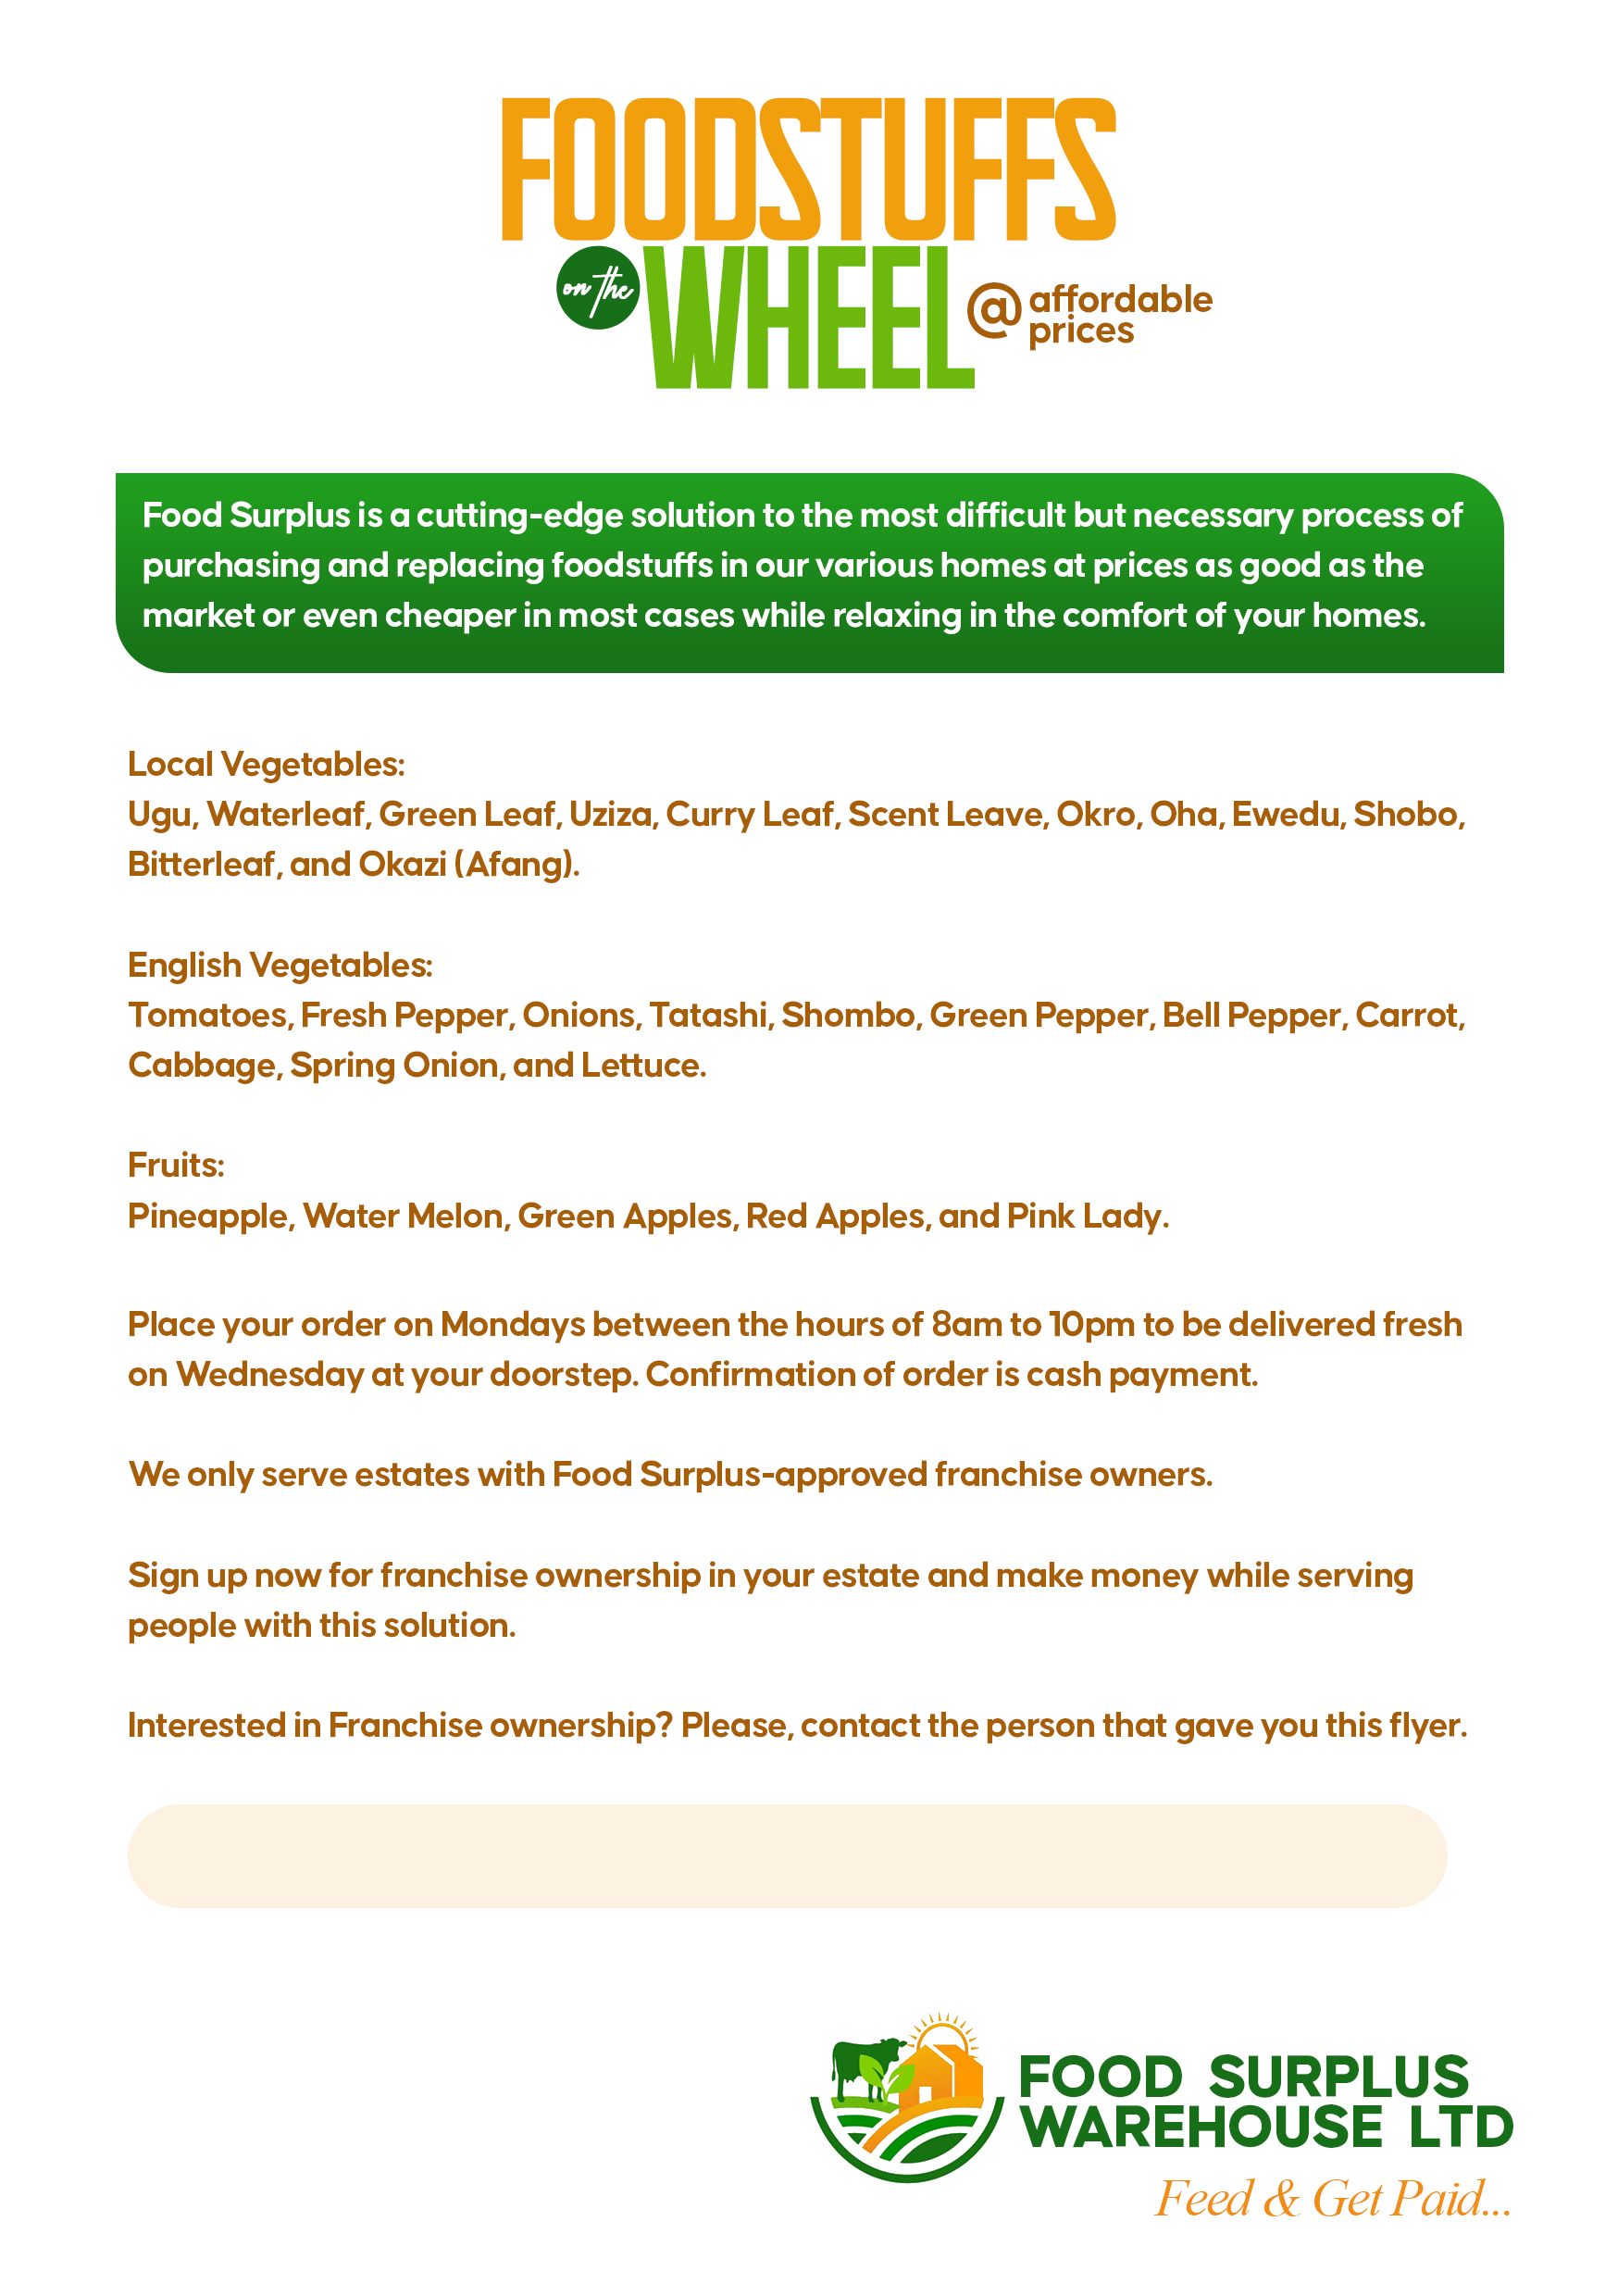 FOODSTUFFS
on the WHEEL @ affordable
prices
Food Surplus is a cutting-edge solution to the most difficult but necessary process of
purchasing and replacing foodstuffs in our various homes at prices as good as the
market or even cheaper in most cases while relaxing in the comfort of your homes.
Local Vegetables:
Ugu, Waterleaf, Green Leaf, Uziza, Curry Leaf, Scent Leave, Okro, Oha, Ewedu, Shobo,
Bitterleaf, and Okazi (Afang).
English Vegetables:
Tomatoes, Fresh Pepper, Onions, Tatashi, Shombo, Green Pepper, Bell Pepper, Carrot,
Cabbage, Spring Onion, and Lettuce.
Fruits:
Pineapple, Water Melon, Green Apples, Red Apples, and Pink Lady.
Place your order on Mondays between the hours of 8am to 10pm to be delivered fresh
on Wednesday at your doorstep. Confirmation of order is cash payment.
We only serve estates with Food Surplus-approved franchise owners.
Sign up now for franchise ownership in your estate and make money while serving
people with this solution.
Interested in Franchise ownership? Please, contact the person that gave you this flyer.
FOOD SURPLUS
WAREHOUSE LTD
Feed & Get Paid...